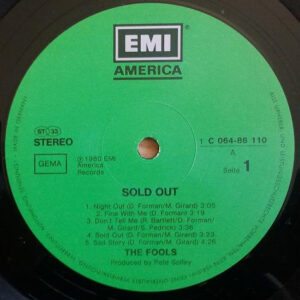 EMI
AMERICA
ST 33
STEREO
1 C 064-86 110
A
GEMA
℗ 1980 EMI
America
Records
Seite 1
SOLD OUT
1. Night Out (D. Forman/M. Girard) 3:05
2. Fine With Me (D. Forman) 3:19
3. Don't Tell Me (R. Bartlett/D. Forman/
M. Girard/S. Pedrick)
4. Sold Out (D. Forman/M. Girard) 3:23
5. Sad Story (D. Forman/M. Girard) 4:26
THE FOOLS
Produced by Pete Solley